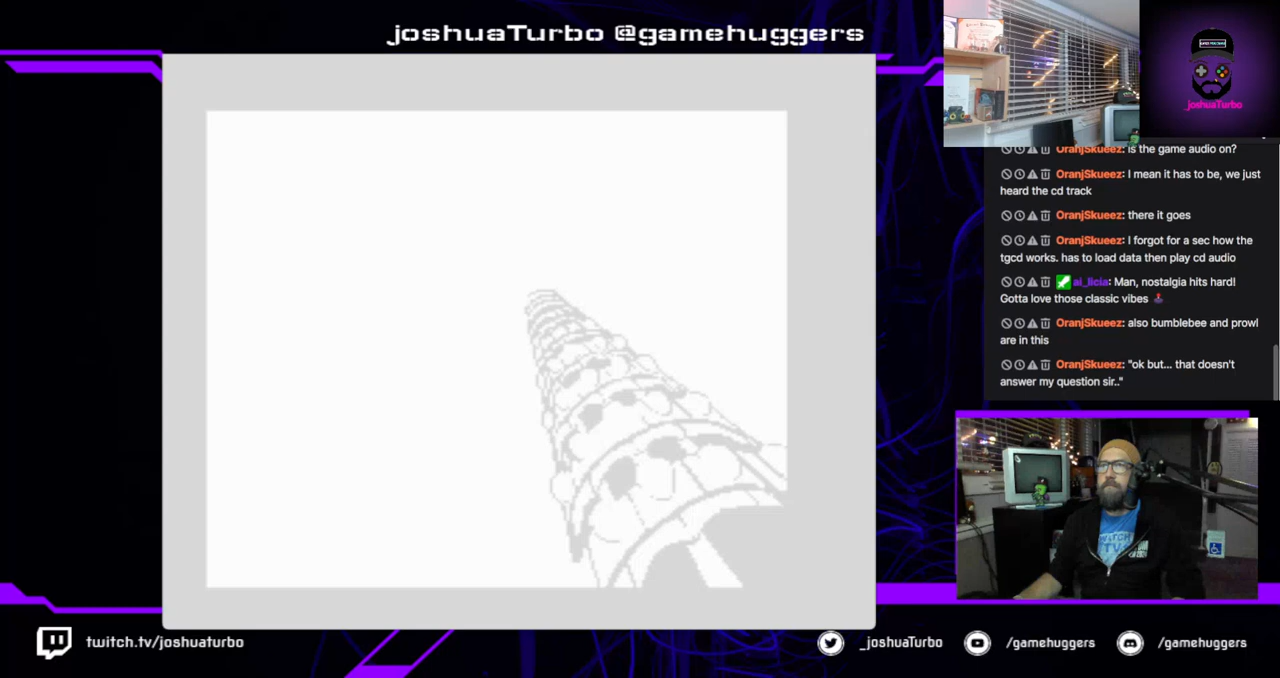 joshuaTurbo @gamehuggers
_joshuaTurbo
OranjSkueez: is the game audio on?
OranjSkueez: I mean it has to be, we just
heard the cd track
OranjSkueez: there it goes
OranjSkueez: I forgot for a sec how the
tgcd works. has to load data then play cd audio
ai_licia: Man, nostalgia hits hard!
Gotta love those classic vibes
OranjSkueez: also bumblebee and prowl
are in this
OranjSkueez: "ok but... that doesn't
answer my question sir.."
twitch.tv/joshuaturbo
_joshuaTurbo
/gamehuggers
/gamehuggers